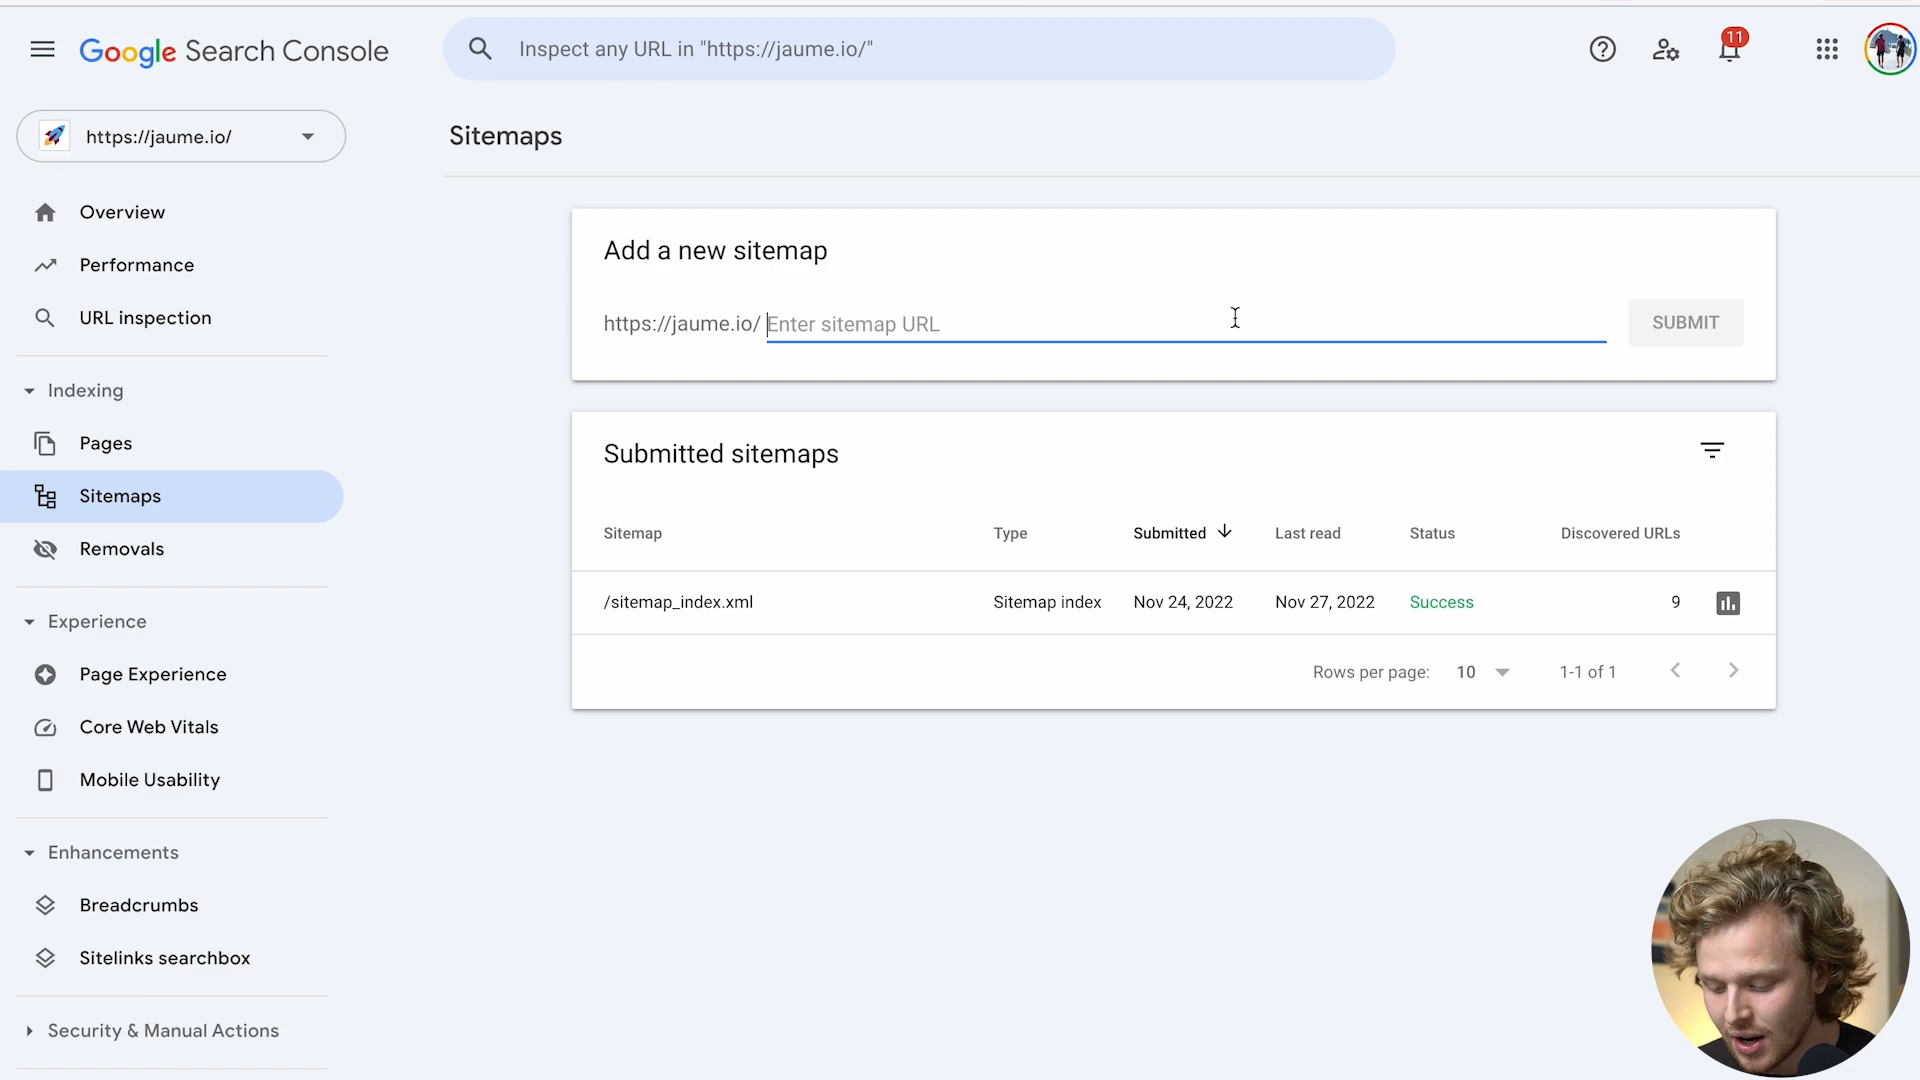 Google Search Console
Inspect any URL in "https://jaume.io/"
11
https://jaume.io/
Sitemaps
Overview
Performance
URL inspection
Indexing
Pages
Sitemaps
Removals
Experience
Page Experience
Core Web Vitals
Mobile Usability
Enhancements
Breadcrumbs
Sitelinks searchbox
Security & Manual Actions
Add a new sitemap
https://jaume.io/ Enter sitemap URL
SUBMIT
Submitted sitemaps
Sitemap Type Submitted Last read Status Discovered URLs
/sitemap_index.xml Sitemap index Nov 24, 2022 Nov 27, 2022 Success 9
Rows per page: 10 1-1 of 1